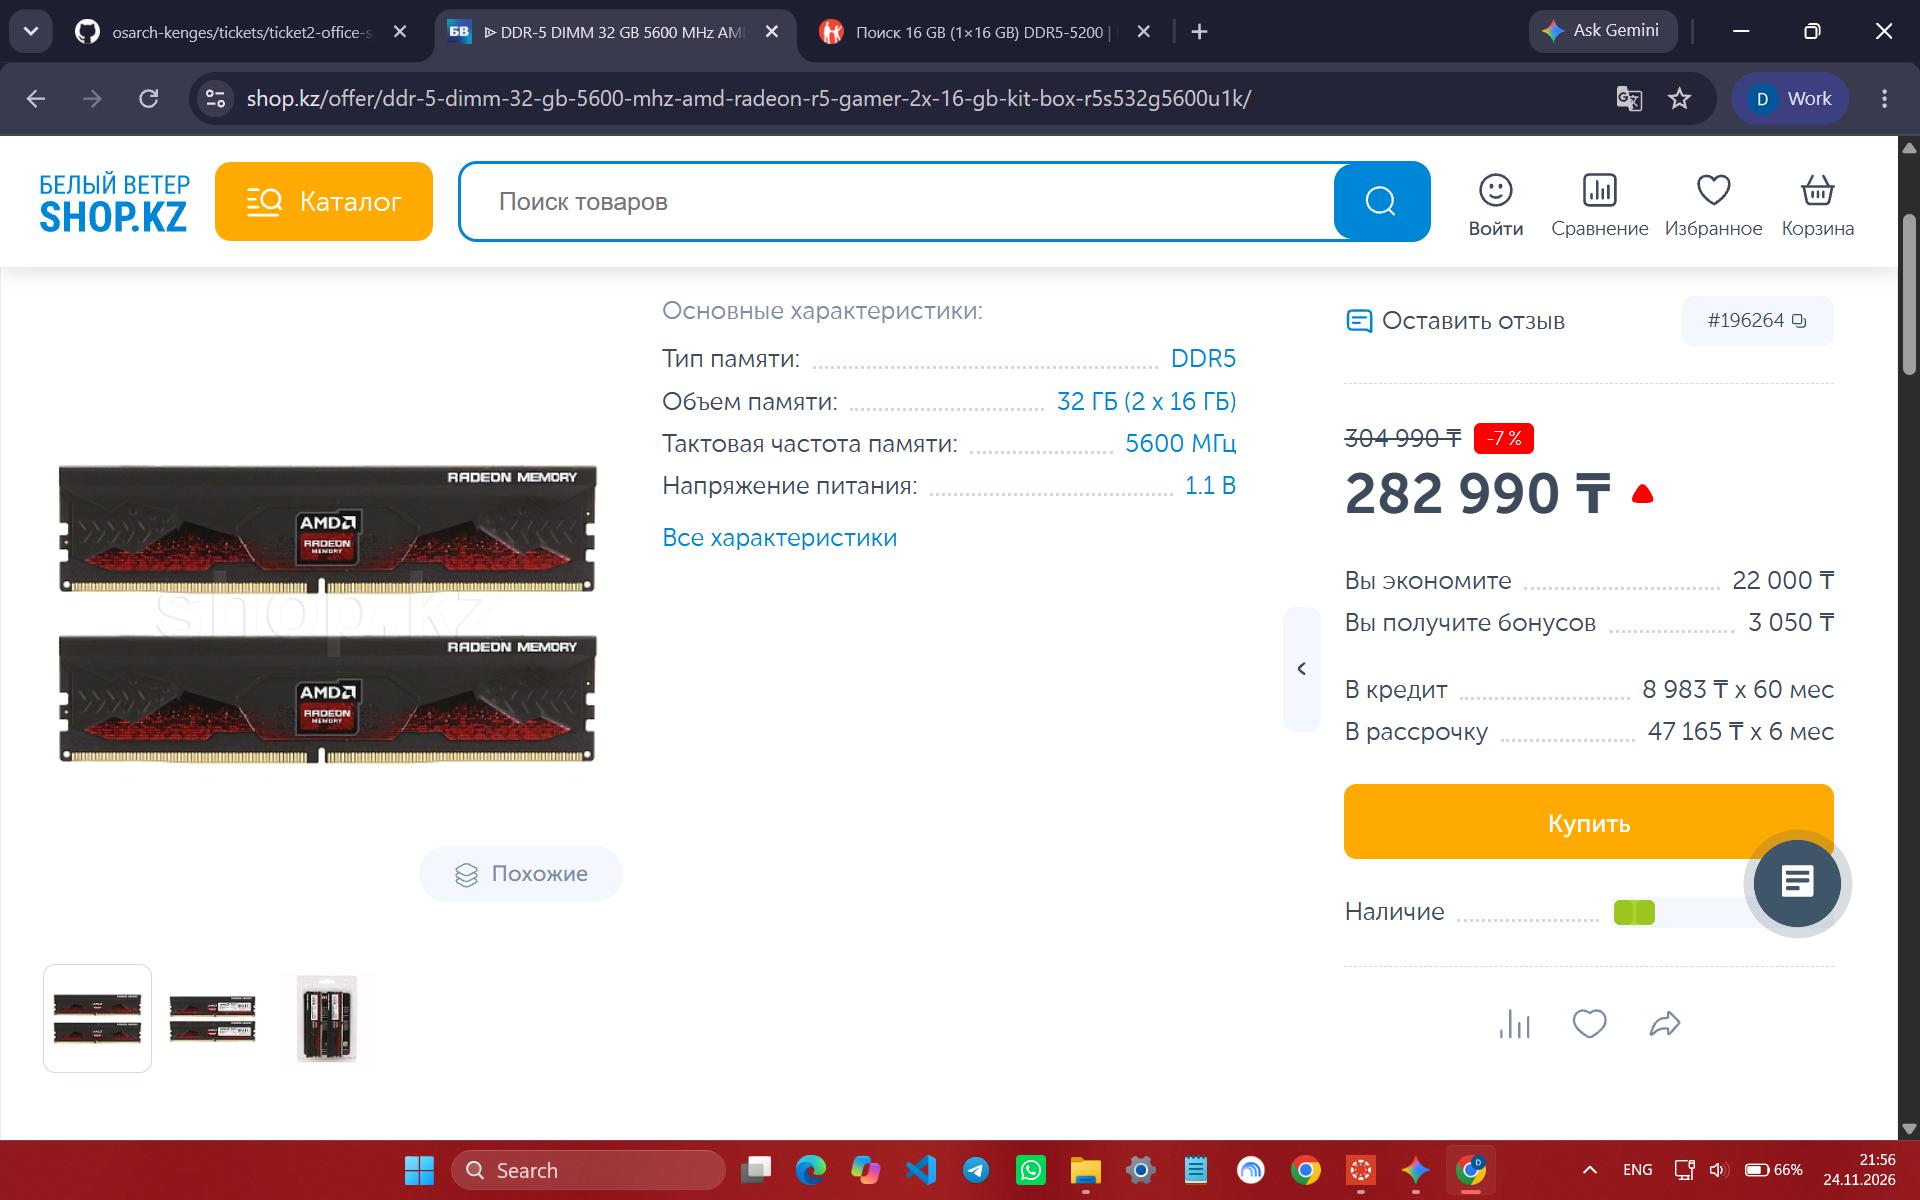 osarch-kenges/tickets/ticket2-office-s
DDR-5 DIMM 32 GB 5600 MHz AM
Поиск 16 GB (1×16 GB) DDR5-5200 |
Ask Gemini
shop.kz/offer/ddr-5-dimm-32-gb-5600-mhz-amd-radeon-r5-gamer-2x-16-gb-kit-box-r5s532g5600u1k/
D Work
БЕЛЫЙ ВЕТЕР
SHOP.KZ
Каталог
Поиск товаров
Войти
Сравнение
Избранное
Корзина
Основные характеристики:
Тип памяти: DDR5
Объем памяти: 32 ГБ (2 x 16 ГБ)
Тактовая частота памяти: 5600 МГц
Напряжение питания: 1.1 В
Все характеристики
RADEON MEMORY
AMD
RADEON
MEMORY
shop.kz
RADEON MEMORY
AMD
RADEON
MEMORY
Похожие
Оставить отзыв
#196264
304 990 ₸ -7 %
282 990 ₸
Вы экономите 22 000 ₸
Вы получите бонусов 3 050 ₸
В кредит 8 983 ₸ x 60 мес
В рассрочку 47 165 ₸ x 6 мес
Купить
Наличие
Search
ENG
66%
21:56
24.11.2026